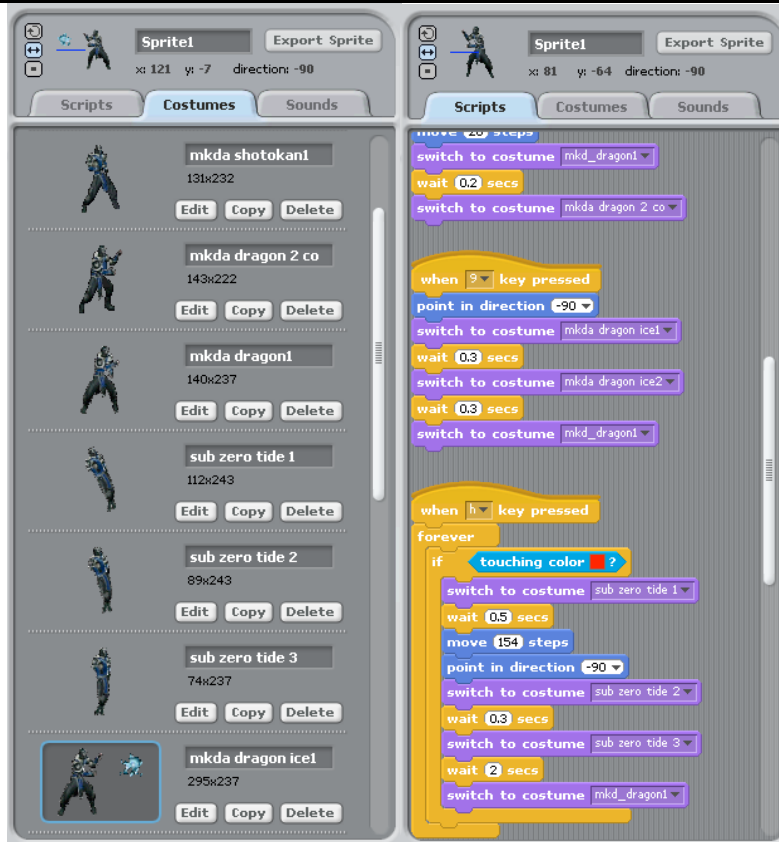 Sprite1
Export Sprite
x: 121 y: -7 direction: -90
Scripts Costumes Sounds
mkda shotokan1
131x232
Edit Copy Delete
mkda dragon 2 co
143x222
Edit Copy Delete
mkda dragon1
140x237
Edit Copy Delete
sub zero tide 1
112x243
Edit Copy Delete
sub zero tide 2
89x243
Edit Copy Delete
sub zero tide 3
74x237
Edit Copy Delete
mkda dragon ice1
295x237
Edit Copy Delete
Sprite1
Export Sprite
x: 81 y: -64 direction: -90
Scripts Costumes Sounds
move 20 steps
switch to costume mkd_dragon1
wait 0.2 secs
switch to costume mkda dragon 2 co
when 9 key pressed
point in direction -90
switch to costume mkda dragon ice1
wait 0.3 secs
switch to costume mkda dragon ice2
wait 0.3 secs
switch to costume mkd_dragon1
when h key pressed
forever
if touching color ?
switch to costume sub zero tide 1
wait 0.5 secs
move 154 steps
point in direction -90
switch to costume sub zero tide 2
wait 0.3 secs
switch to costume sub zero tide 3
wait 2 secs
switch to costume mkd_dragon1